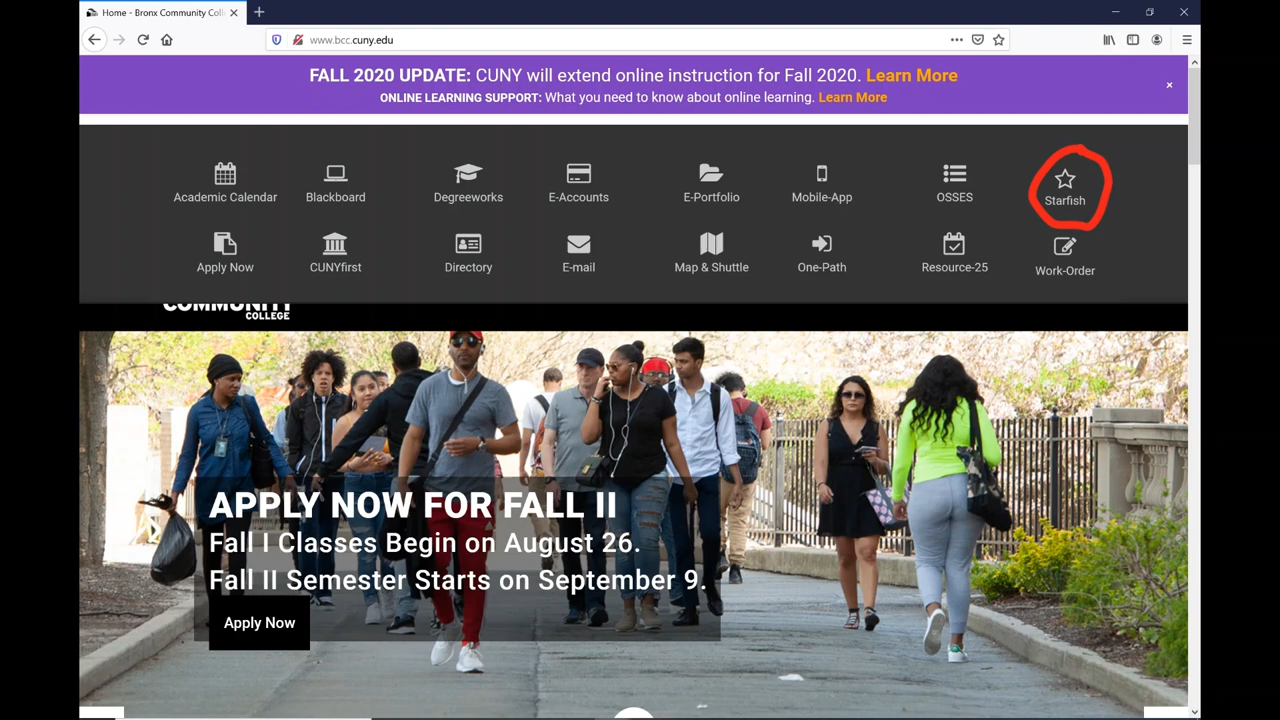 Home - Bronx Community Coll
www.bcc.cuny.edu
FALL 2020 UPDATE: CUNY will extend online instruction for Fall 2020. Learn More
ONLINE LEARNING SUPPORT: What you need to know about online learning. Learn More
Academic Calendar
Blackboard
Degreeworks
E-Accounts
E-Portfolio
Mobile-App
OSSES
Starfish
Apply Now
CUNYfirst
Directory
E-mail
Map & Shuttle
One-Path
Resource-25
Work-Order
COMMUNITY
COLLEGE
APPLY NOW FOR FALL II
Fall I Classes Begin on August 26.
Fall II Semester Starts on September 9.
Apply Now